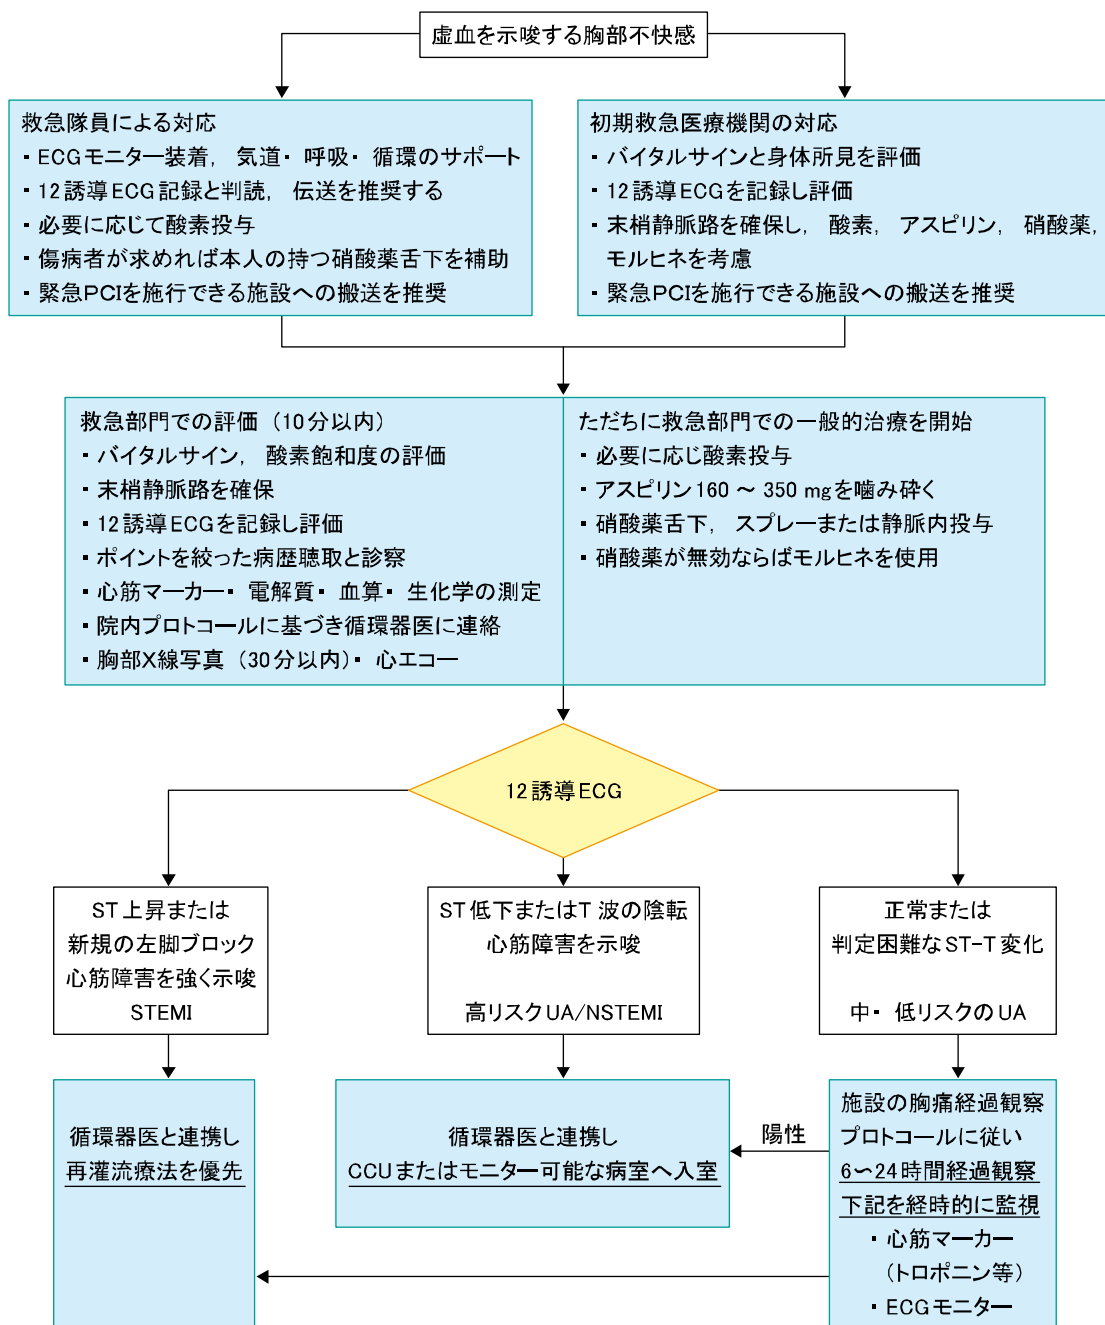 虚血を示唆する胸部不快感
救急隊員による対応
・ECGモニター装着，気道・呼吸・循環のサポート
・12誘導ECG記録と判読，伝送を推奨する
・必要に応じて酸素投与
・傷病者が求めれば本人の持つ硝酸薬舌下を補助
・緊急PCIを施行できる施設への搬送を推奨
初期救急医療機関の対応
・バイタルサインと身体所見を評価
・12誘導ECGを記録し評価
・末梢静脈路を確保し，酸素，アスピリン，硝酸薬，
モルヒネを考慮
・緊急PCIを施行できる施設への搬送を推奨
救急部門での評価（10分以内）
・バイタルサイン，酸素飽和度の評価
・末梢静脈路を確保
・12誘導ECGを記録し評価
・ポイントを絞った病歴聴取と診察
・心筋マーカー・電解質・血算・生化学の測定
・院内プロトコールに基づき循環器医に連絡
・胸部X線写真（30分以内）・心エコー
ただちに救急部門での一般的治療を開始
・必要に応じ酸素投与
・アスピリン160～350 mgを噛み砕く
・硝酸薬舌下，スプレーまたは静脈内投与
・硝酸薬が無効ならばモルヒネを使用
12誘導ECG
ST上昇または
新規の左脚ブロック
心筋障害を強く示唆
STEMI
ST低下またはT波の陰転
心筋障害を示唆
高リスクUA/NSTEMI
正常または
判定困難なST-T変化
中・低リスクのUA
循環器医と連携し
再灌流療法を優先
循環器医と連携し
CCUまたはモニター可能な病室へ入室
陽性
施設の胸痛経過観察
プロトコールに従い
6～24時間経過観察
下記を経時的に監視
・心筋マーカー
（トロポニン等）
・ECGモニター